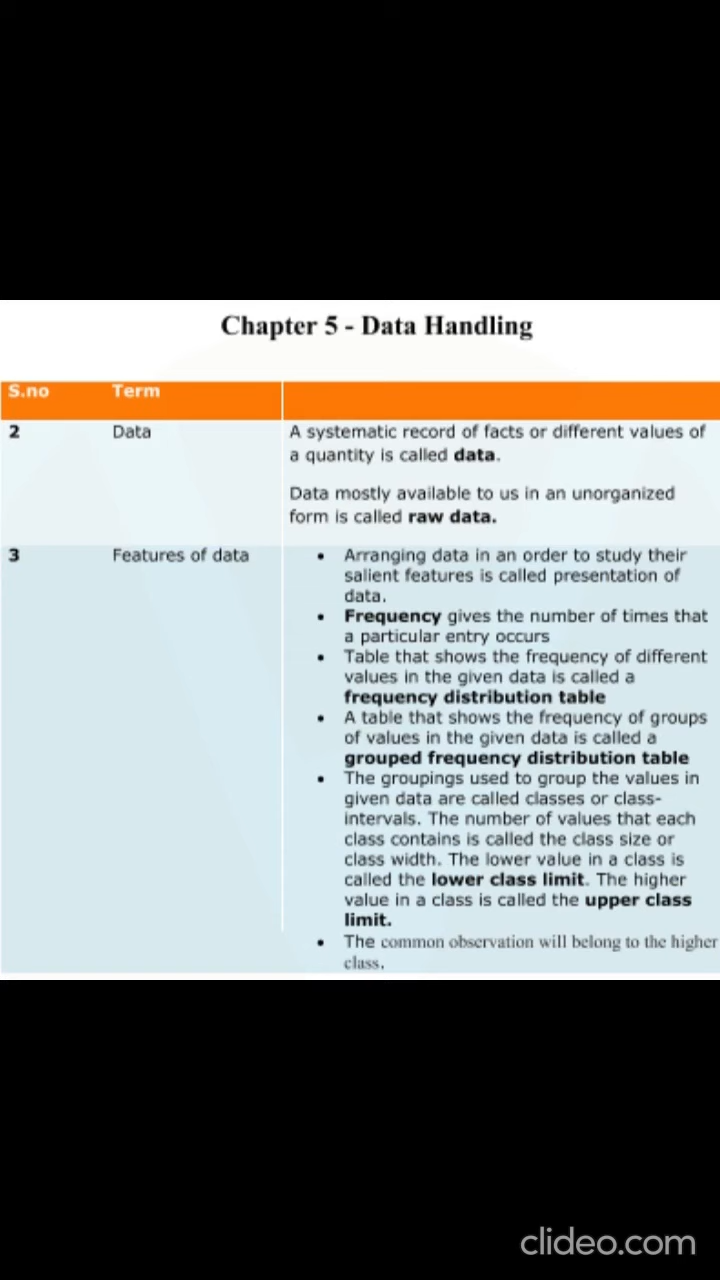 Chapter 5 - Data Handling
S.no Term
2 Data A systematic record of facts or different values of
a quantity is called data.
Data mostly available to us in an unorganized
form is called raw data.
3 Features of data • Arranging data in an order to study their
salient features is called presentation of
data.
• Frequency gives the number of times that
a particular entry occurs
• Table that shows the frequency of different
values in the given data is called a
frequency distribution table
• A table that shows the frequency of groups
of values in the given data is called a
grouped frequency distribution table
• The groupings used to group the values in
given data are called classes or class-
intervals. The number of values that each
class contains is called the class size or
class width. The lower value in a class is
called the lower class limit. The higher
value in a class is called the upper class
limit.
• The common observation will belong to the higher
class.
clideo.com